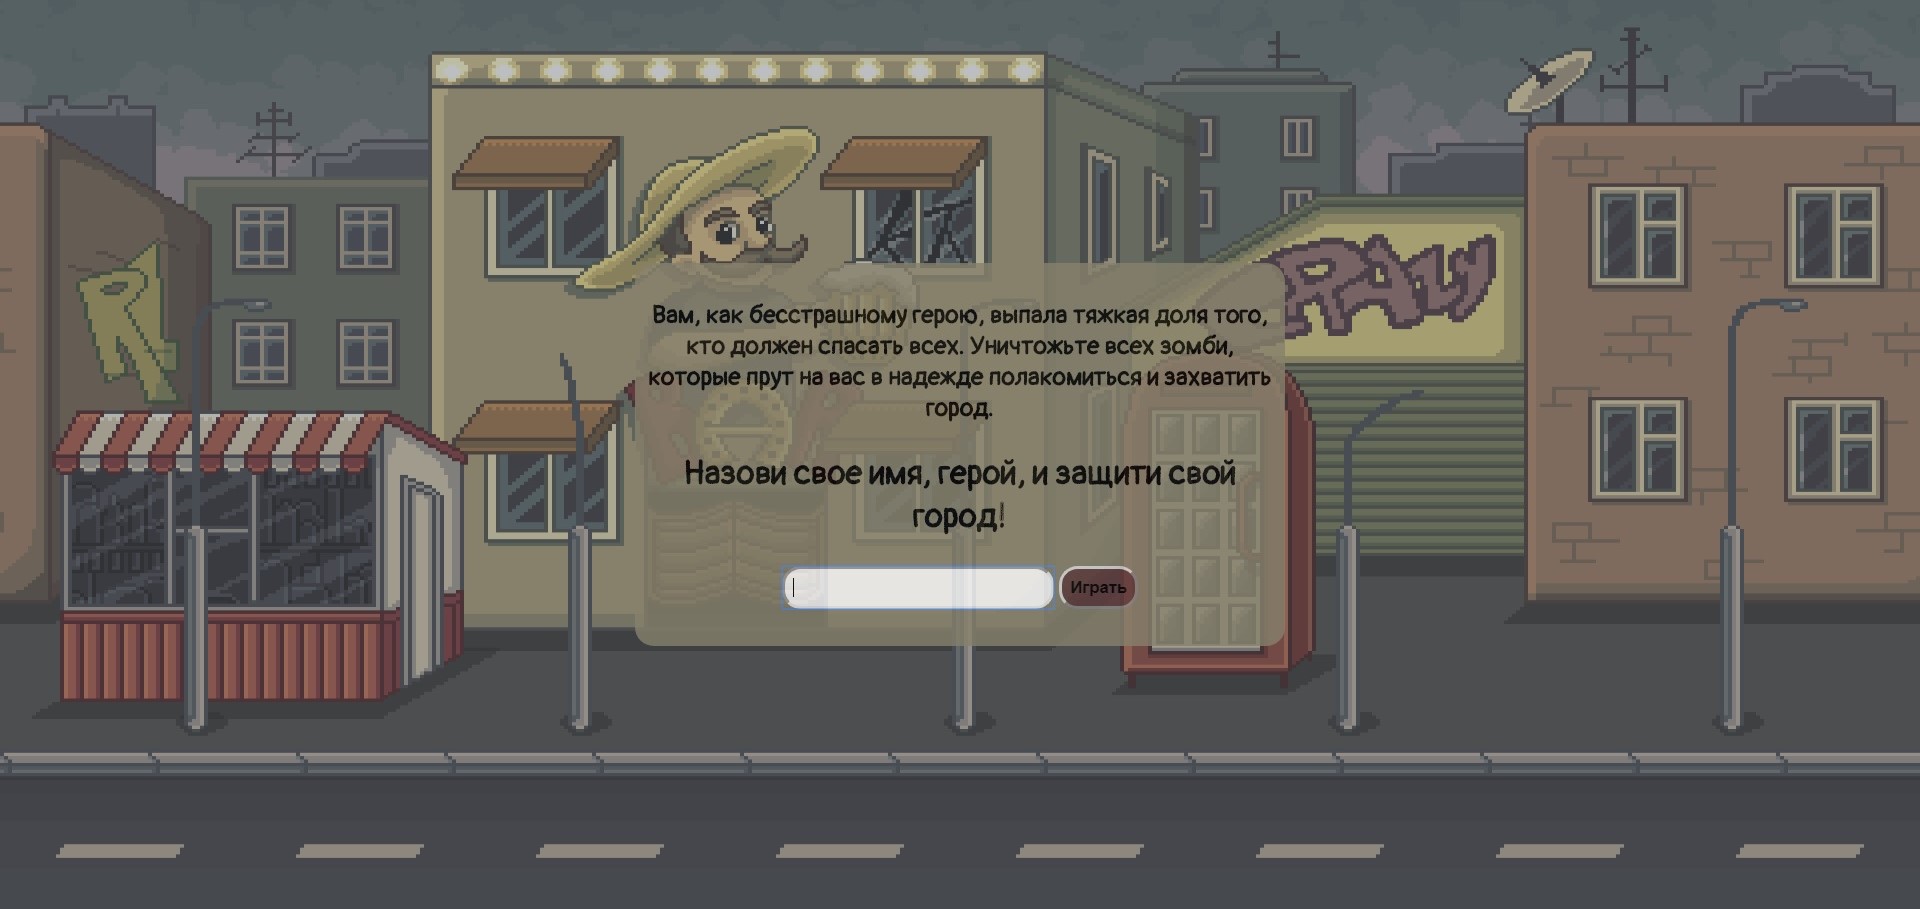 R
RAZY
Вам, как бесстрашному герою, выпала тяжкая доля того,
кто должен спасать всех. Уничтожьте всех зомби,
которые прут на вас в надежде полакомиться и захватить
город.
Назови свое имя, герой, и защити свой
город!
Играть